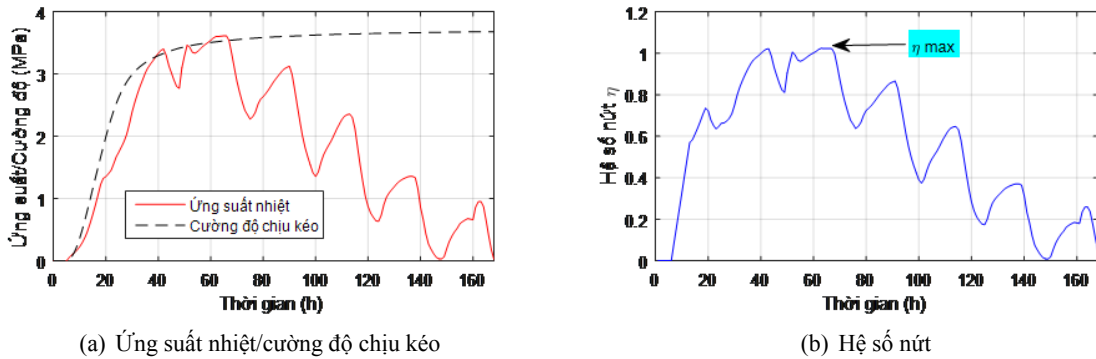 4
3
2
1
0
0 20 40 60 80 100 120 140 160
Ứng suất/Cường độ (MPa)
Thời gian (h)
Ứng suất nhiệt
Cường độ chịu kéo
(a) Ứng suất nhiệt/cường độ chịu kéo
1.2
1
0.8
0.6
0.4
0.2
0
0 20 40 60 80 100 120 140 160
Hệ số nứt η
Thời gian (h)
η max
(b) Hệ số nứt